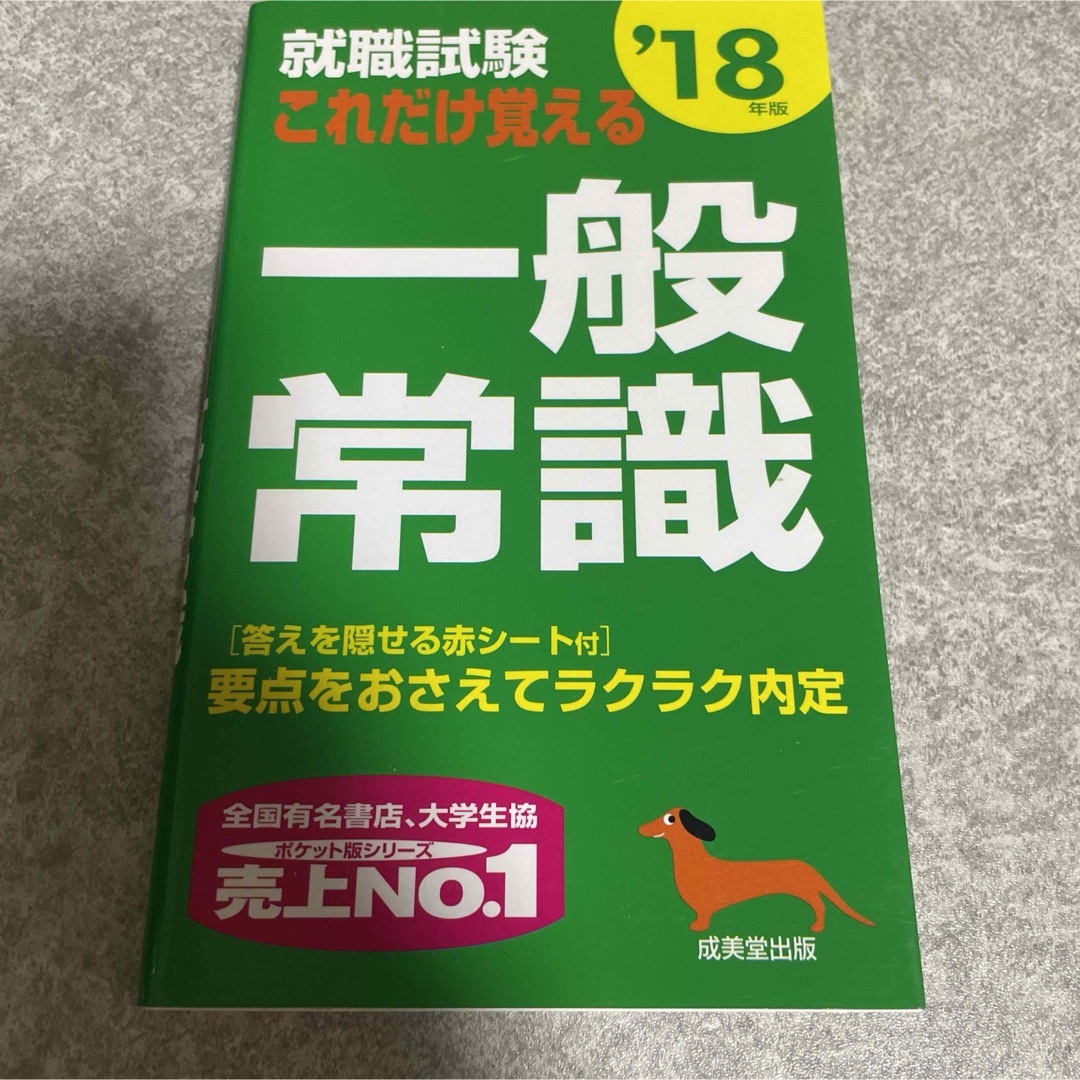 就職試験
これだけ覚える
'18
年版
一般
常識
[答えを隠せる赤シート付]
要点をおさえてラクラク内定
全国有名書店、大学生協
ポケット版シリーズ
売上NO.1
成美堂出版